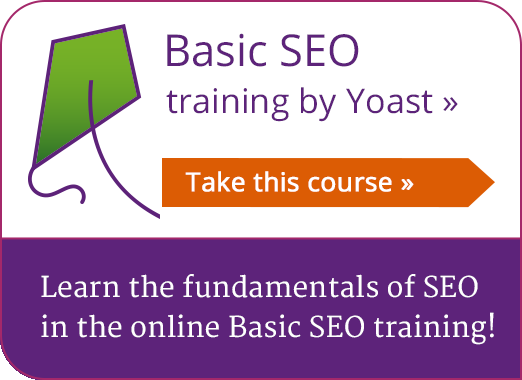 Basic SEO
training by Yoast »
Take this course »
Learn the fundamentals of SEO
in the online Basic SEO training!